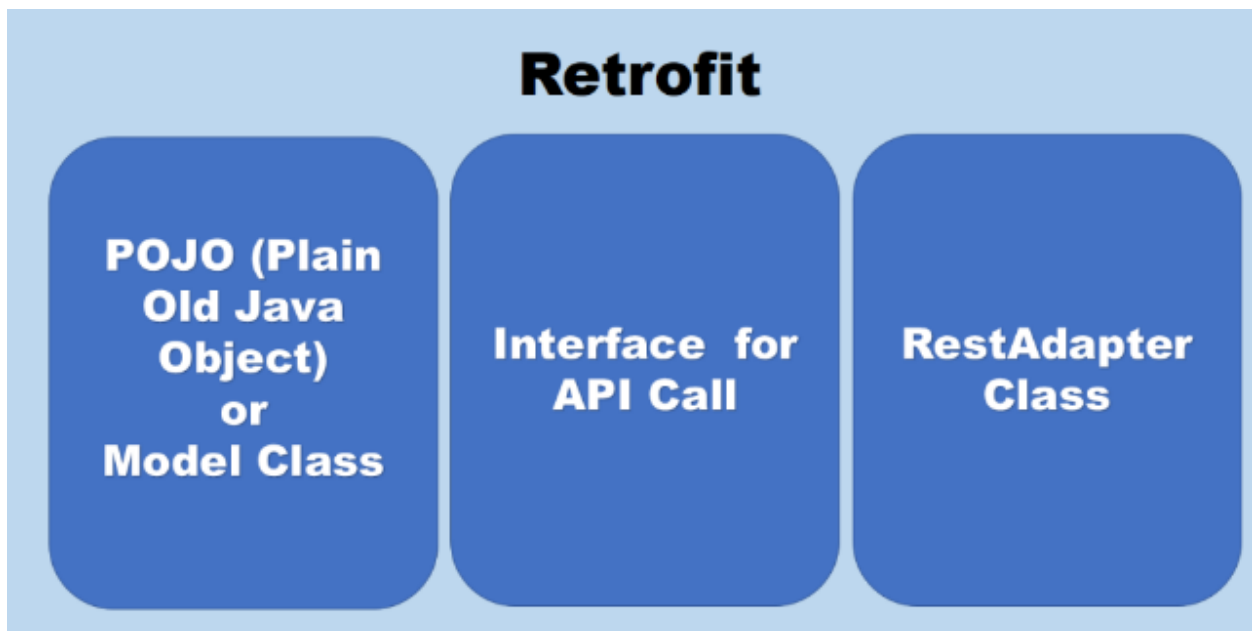 Retrofit
POJO (Plain
Old Java
Object)
or
Model Class
Interface for
API Call
RestAdapter
Class